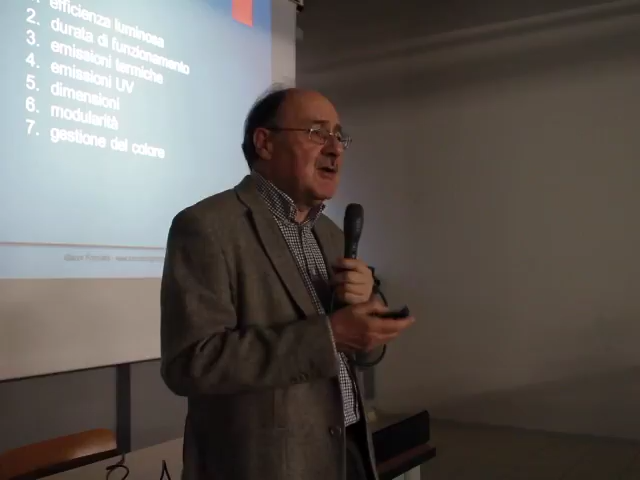 1. efficienza luminosa
2. durata di funzionamento
3. emissioni termiche
4. emissioni UV
5. dimensioni
6. modularità
7. gestione del colore